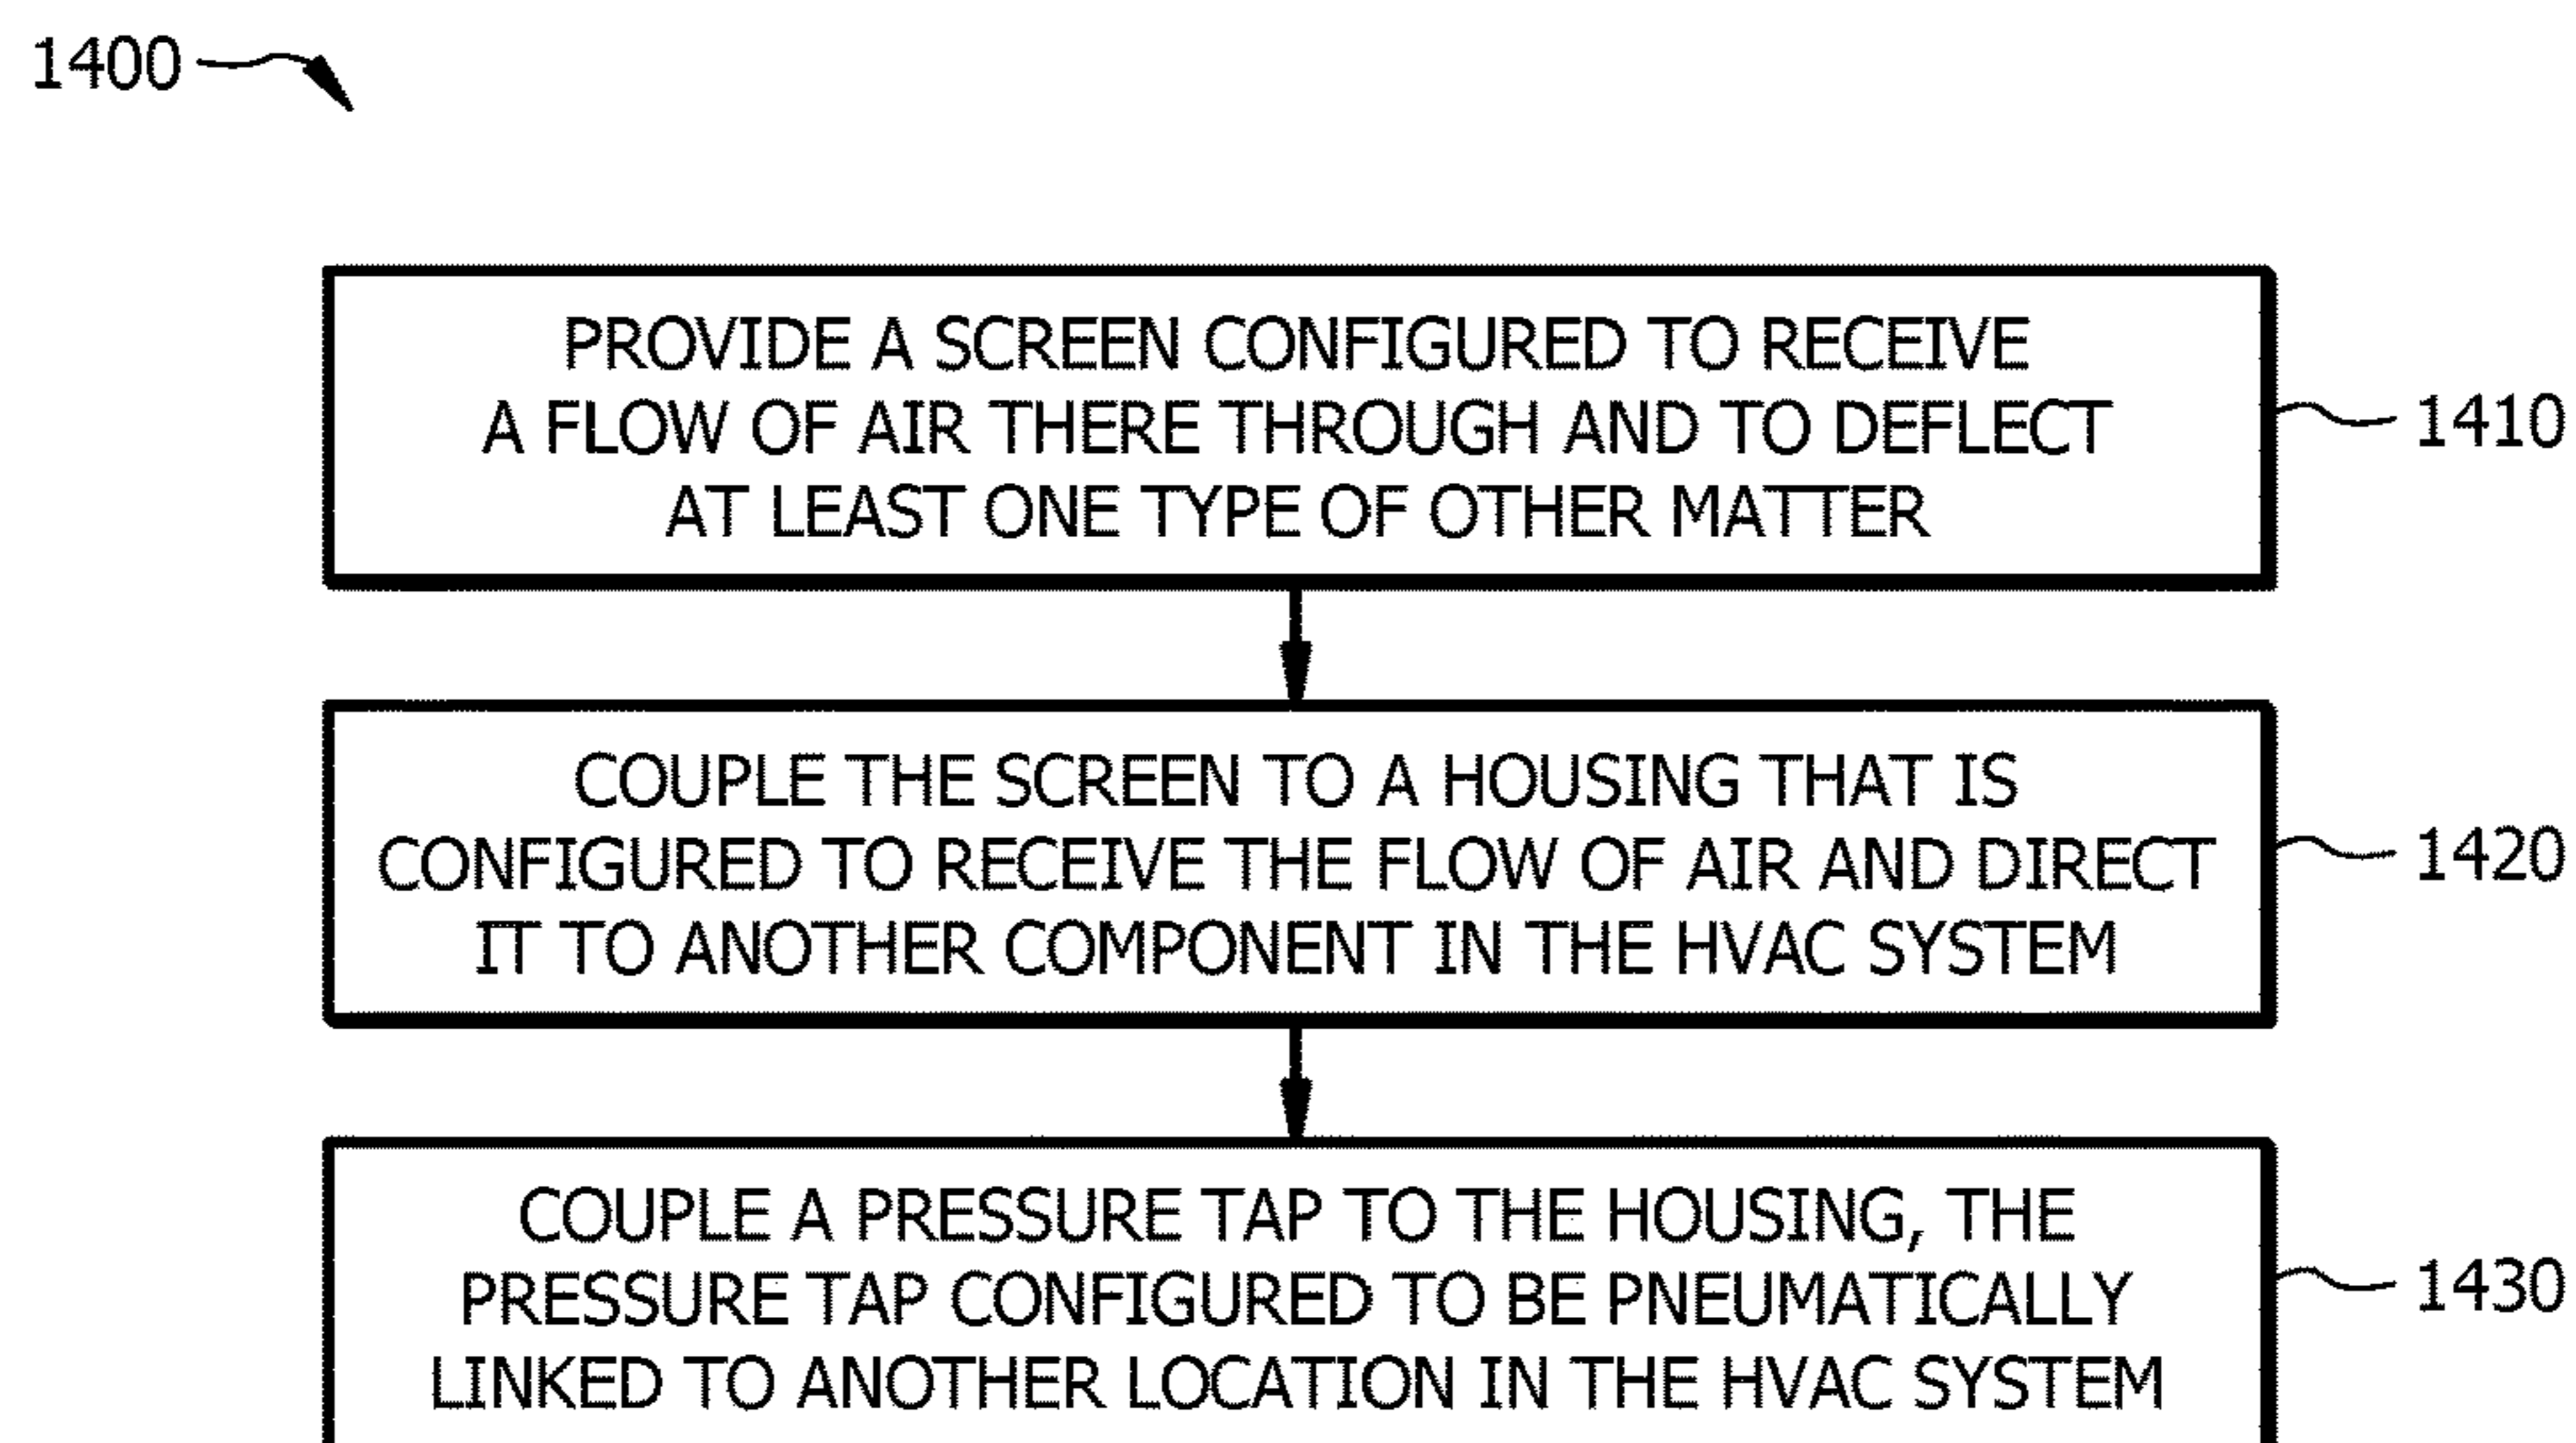 1400
PROVIDE A SCREEN CONFIGURED TO RECEIVE
A FLOW OF AIR THERE THROUGH AND TO DEFLECT
AT LEAST ONE TYPE OF OTHER MATTER
1410
COUPLE THE SCREEN TO A HOUSING THAT IS
CONFIGURED TO RECEIVE THE FLOW OF AIR AND DIRECT
IT TO ANOTHER COMPONENT IN THE HVAC SYSTEM
1420
COUPLE A PRESSURE TAP TO THE HOUSING, THE
PRESSURE TAP CONFIGURED TO BE PNEUMATICALLY
LINKED TO ANOTHER LOCATION IN THE HVAC SYSTEM
1430